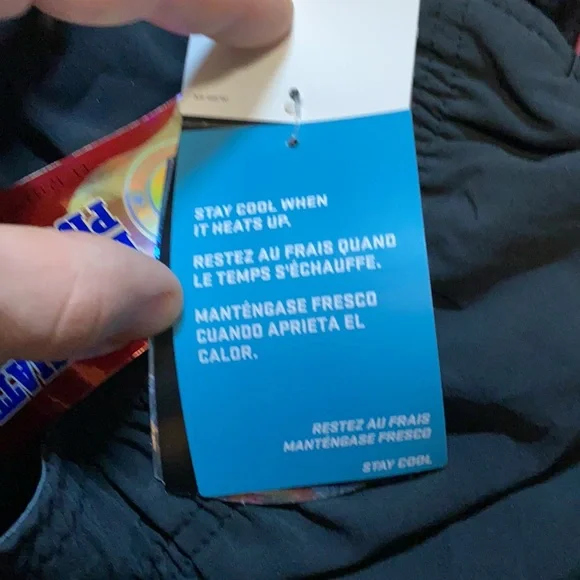 STAY COOL WHEN
IT HEATS UP.
RESTEZ AU FRAIS QUAND
LE TEMPS S'ÉCHAUFFE.
MANTÉNGASE FRESCO
CUANDO APRIETA EL
CALOR.
RESTEZ AU FRAIS
MANTÉNGASE FRESCO
STAY COOL